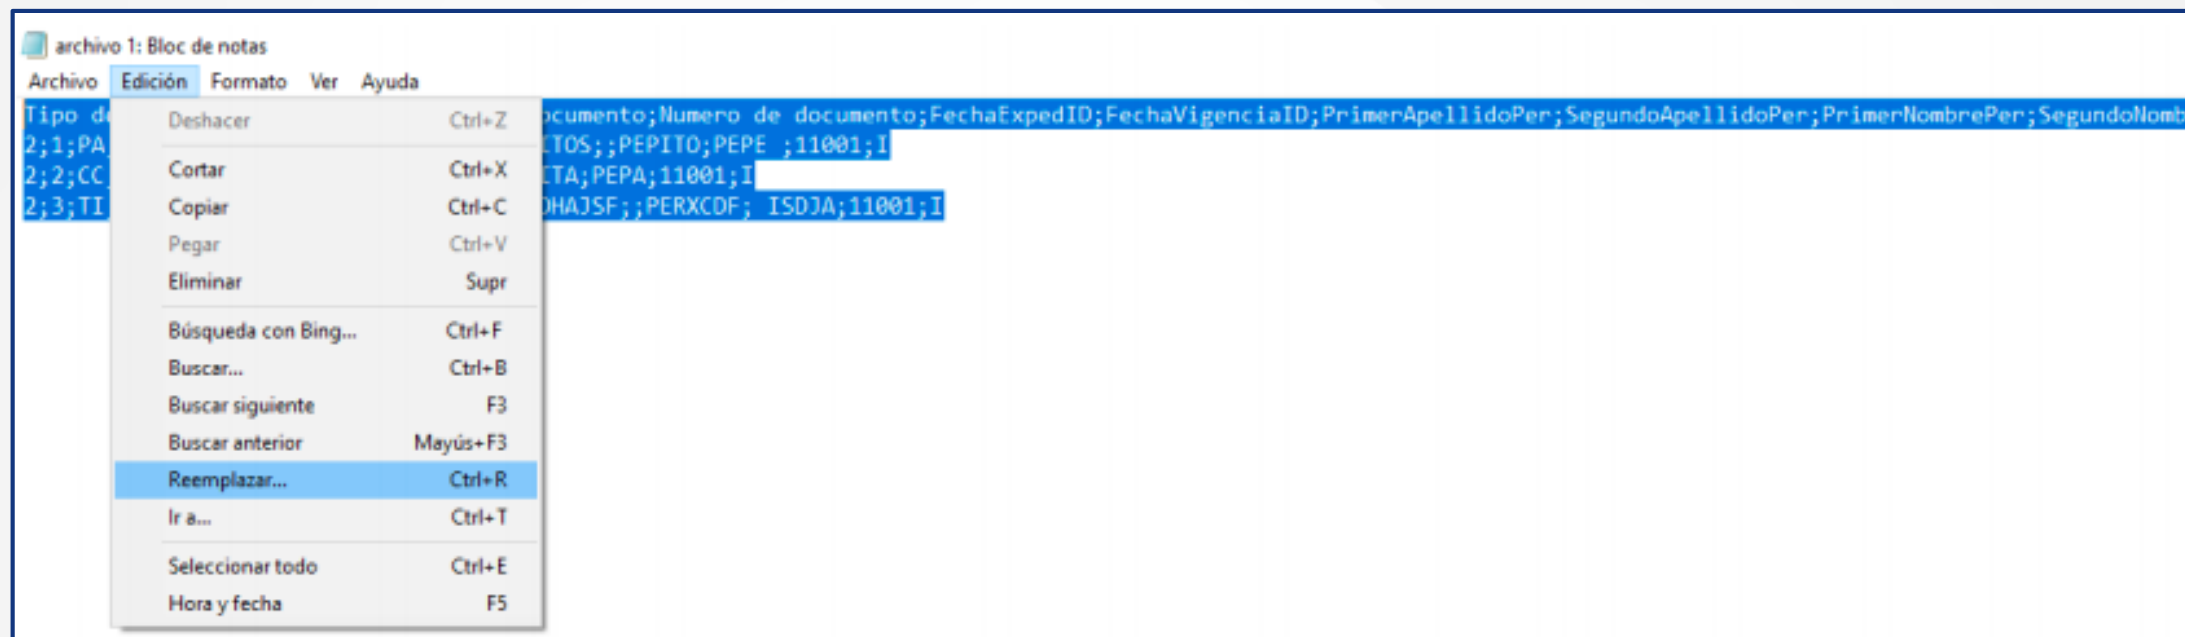 archivo 1: Bloc de notas
Archivo Edición Formato Ver Ayuda
Tipo de ocumento;Numero de documento;FechaExpedID;FechaVigenciaID;PrimerApellidoPer;SegundoApellidoPer;PrimerNombrePer;SegundoNomb
2;1;PA ITOS;;PEPITO;PEPE ;11001;I
2;2;CC ITA;PEPA;11001;I
2;3;TI HAJSF;;PERXCDF; ISDJA;11001;I
Deshacer Ctrl+Z
Cortar Ctrl+X
Copiar Ctrl+C
Pegar Ctrl+V
Eliminar Supr
Búsqueda con Bing... Ctrl+F
Buscar... Ctrl+B
Buscar siguiente F3
Buscar anterior Mayús+F3
Reemplazar... Ctrl+R
Ir a... Ctrl+T
Seleccionar todo Ctrl+E
Hora y fecha F5